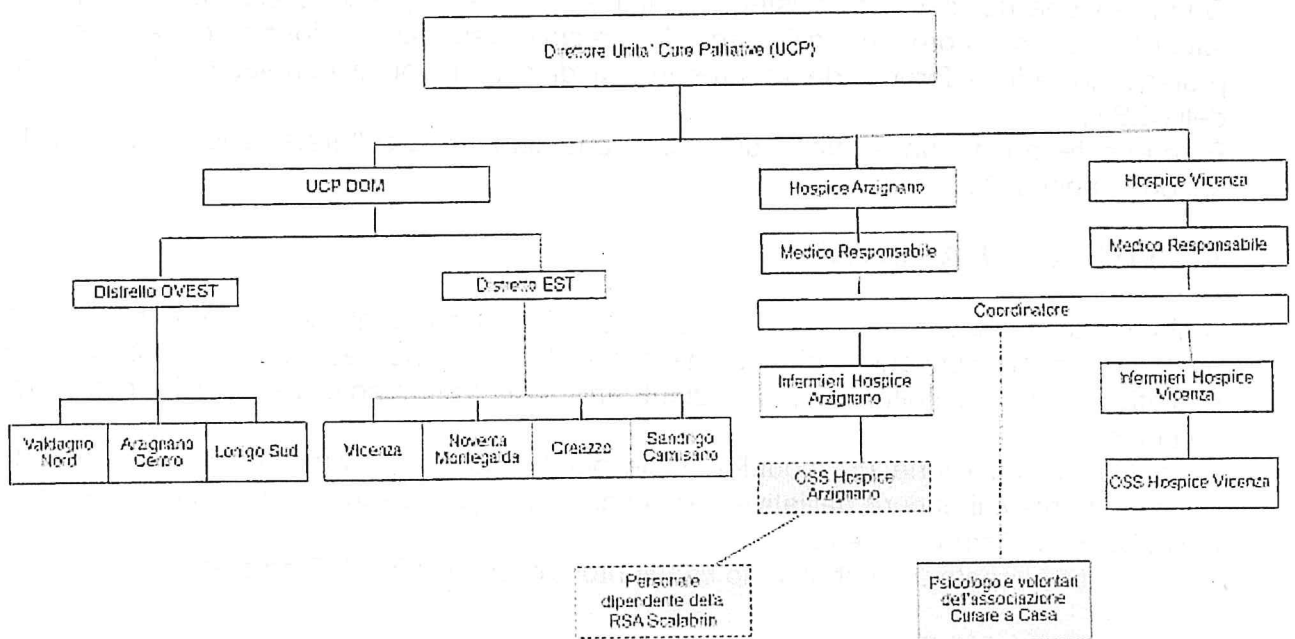 Direttore Unita' Cure Palliative (UCP)
UCP DOM
Hospice Arzignano
Hospice Vicenza
Medico Responsabile
Medico Responsabile
Distretto OVEST
Distretto EST
Coordinatore
Infermieri Hospice
Arzignano
Infermieri Hospice
Vicenza
Valdagno
Nord
Arzignano
Centro
Lonigo Sud
Vicenza
Noventa
Montegalda
Creazzo
Sandrigo
Camisano
OSS Hospice
Arzignano
OSS Hospice Vicenza
Personale
dipendente della
RSA Scalabrin
Psicologo e volontari
dell'associazione
Curare a Casa